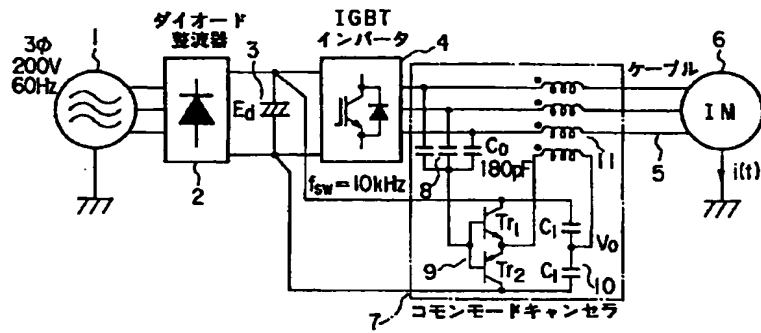 ダイオード
整波器
IGBT
インバータ
3Φ
200V
60Hz
1
3
4
6
ケーブル
Ed
IM
C0
180pF
8
11
5
i(t)
2
fsw=10kHz
Tr1
C1
V0
9
Tr2
C1
10
7
コモンモードキャンセラ